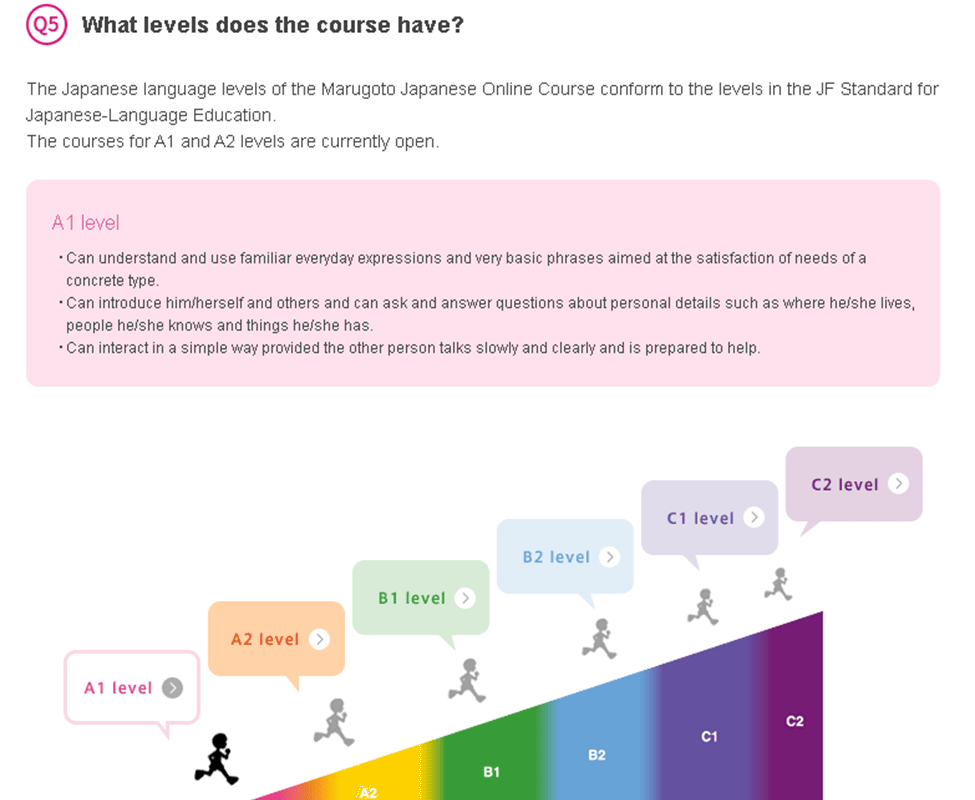 Q5 What levels does the course have?
The Japanese language levels of the Marugoto Japanese Online Course conform to the levels in the JF Standard for
Japanese-Language Education.
The courses for A1 and A2 levels are currently open.
A1 level
・Can understand and use familiar everyday expressions and very basic phrases aimed at the satisfaction of needs of a
concrete type.
・Can introduce him/herself and others and can ask and answer questions about personal details such as where he/she lives,
people he/she knows and things he/she has.
・Can interact in a simple way provided the other person talks slowly and clearly and is prepared to help.
C2 level
C1 level
B2 level
B1 level
A2 level
A1 level
C2
C1
B2
B1
A2